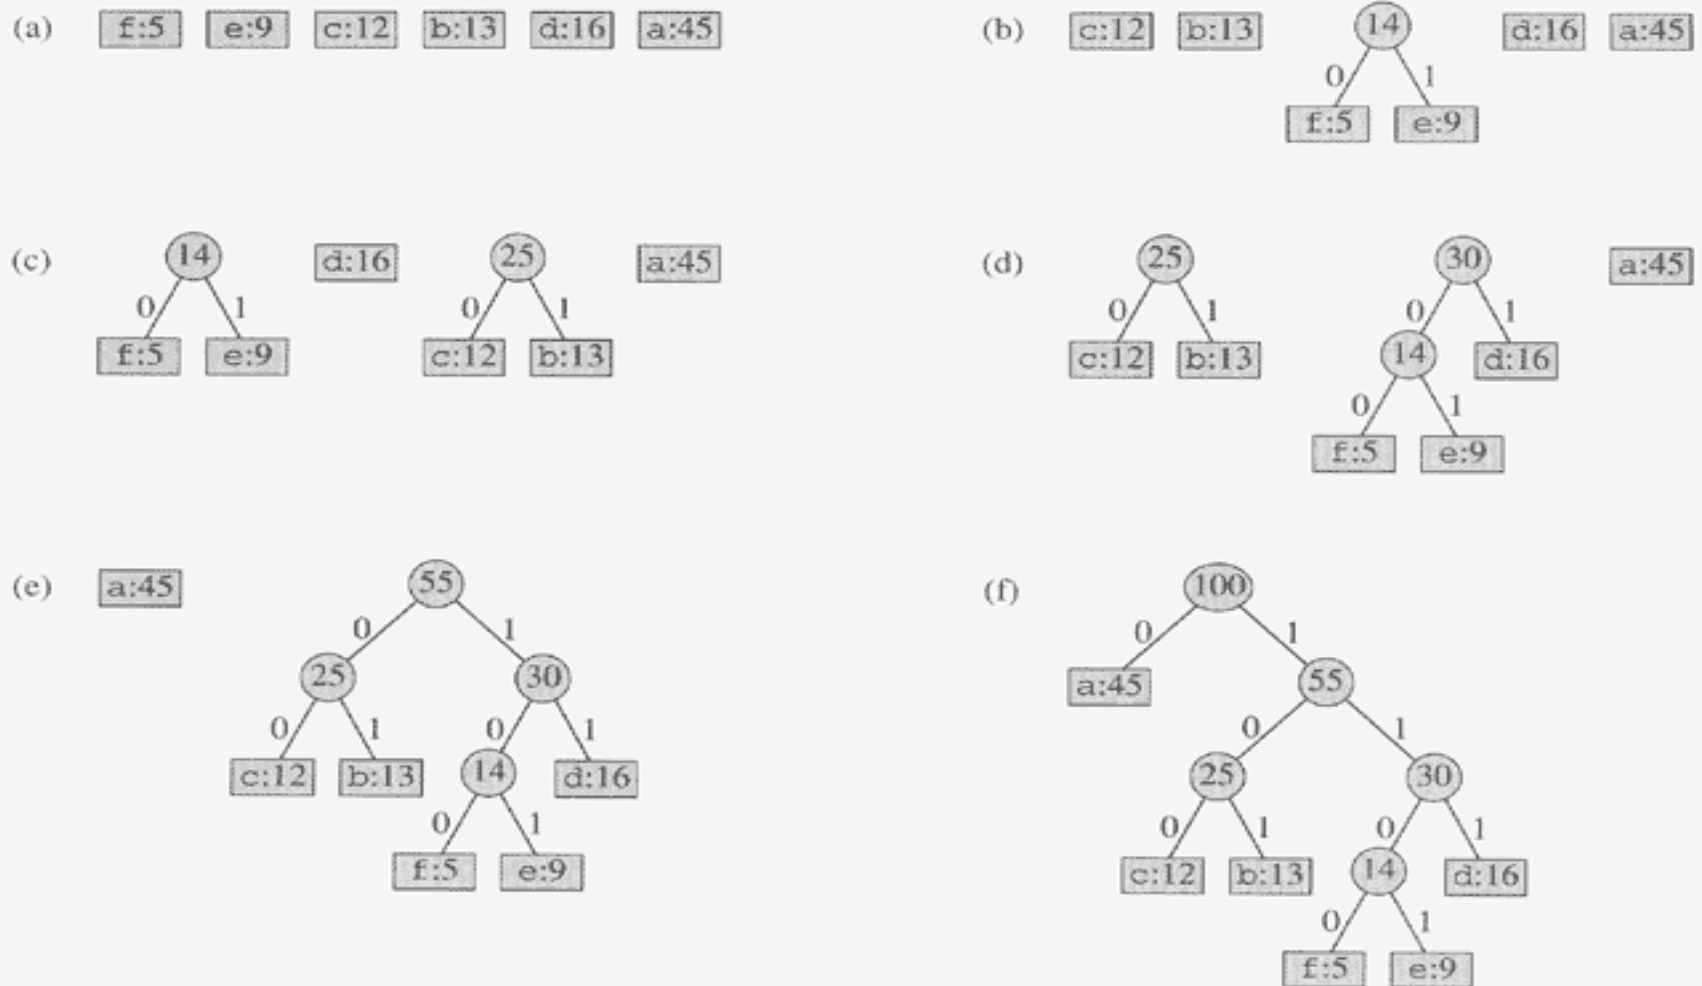 (a) f:5 e:9 c:12 b:13 d:16 a:45
(b) c:12 b:13 14 d:16 a:45
0 1
f:5 e:9
(c) 14 d:16 25 a:45
0 1 0 1
f:5 e:9 c:12 b:13
(d) 25 30 a:45
0 1 0 1
c:12 b:13 14 d:16
0 1
f:5 e:9
(e) a:45 55
0 1
25 30
0 1 0 1
c:12 b:13 14 d:16
0 1
f:5 e:9
(f) 100
0 1
a:45 55
0 1
25 30
0 1 0 1
c:12 b:13 14 d:16
0 1
f:5 e:9